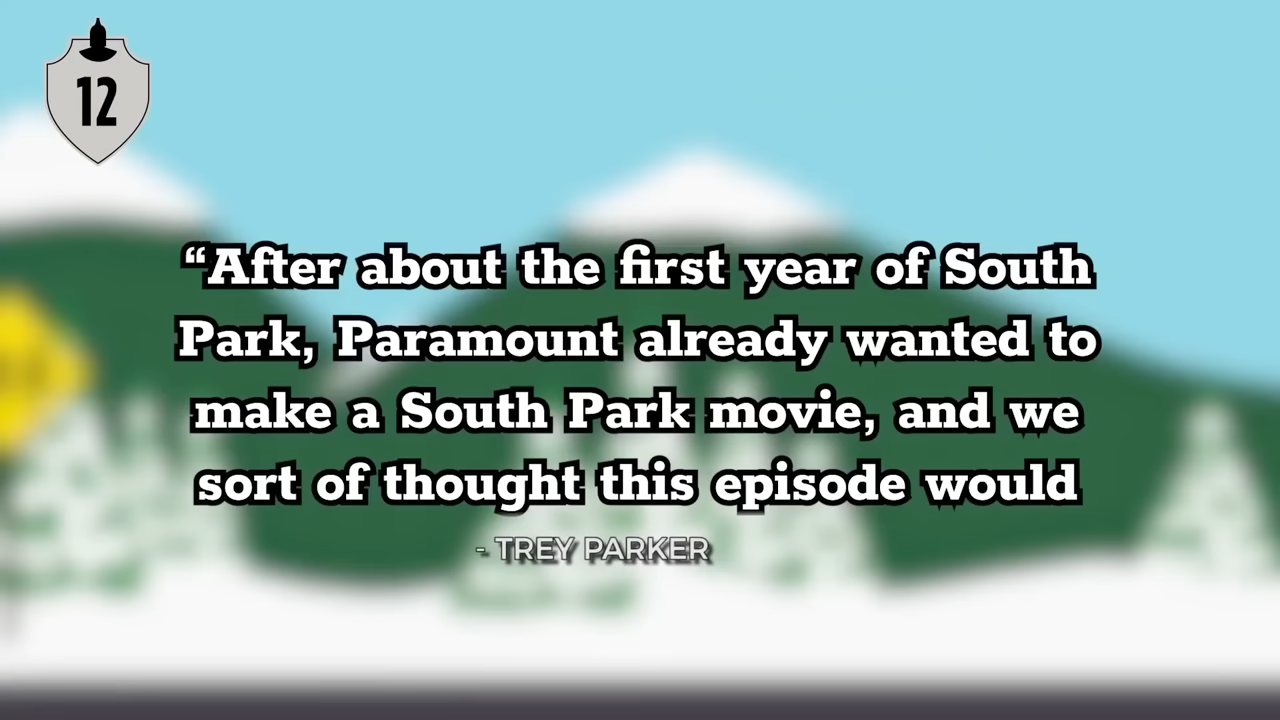 12
“After about the first year of South
Park, Paramount already wanted to
make a South Park movie, and we
sort of thought this episode would
- TREY PARKER